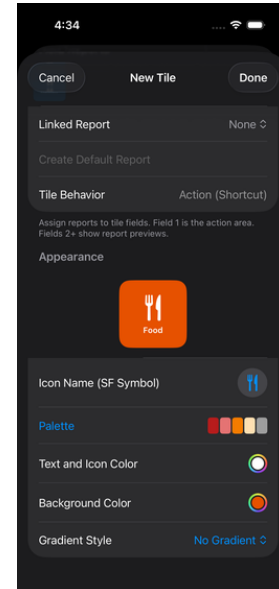 4:34
Cancel New Tile Done
Linked Report None
Create Default Report
Tile Behavior Action (Shortcut)
Assign reports to tile fields. Field 1 is the action area.
Fields 2+ show report previews.
Appearance
Food
Icon Name (SF Symbol)
Palette
Text and Icon Color
Background Color
Gradient Style No Gradient